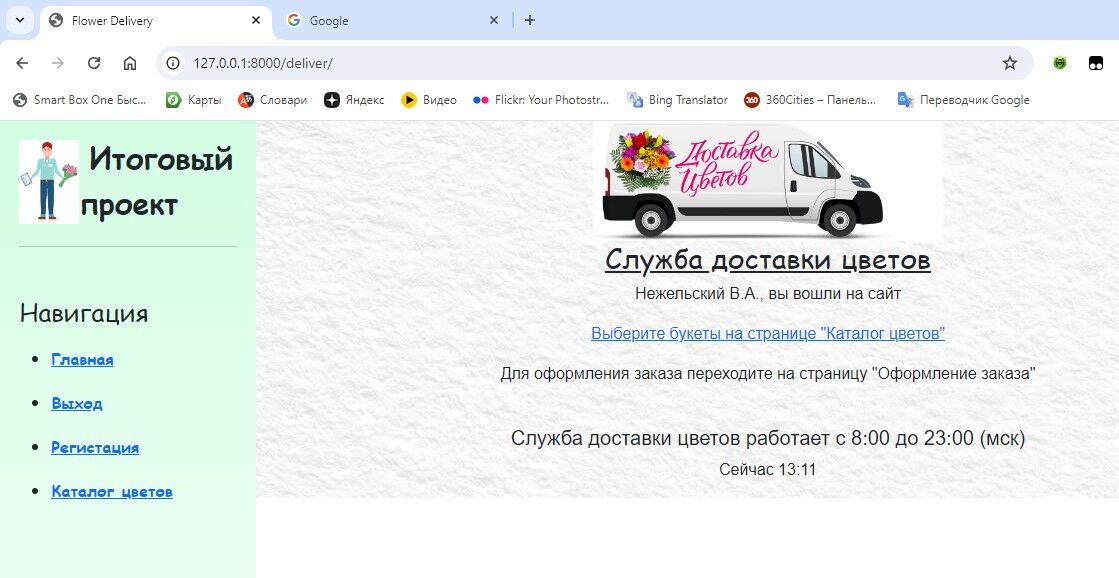 Flower Delivery
Google
127.0.0.1:8000/deliver/
Smart Box One Быс...
Карты
Словари
Яндекс
Видео
Flickr: Your Photostr...
Bing Translator
360Cities – Панель...
Переводчик Google
Итоговый
проект
Навигация
Главная
Выход
Регистация
Каталог цветов
Доставка
Цветов
Служба доставки цветов
Нежельский В.А., вы вошли на сайт
Выберите букеты на странице "Каталог цветов"
Для оформления заказа переходите на страницу "Оформление заказа"
Служба доставки цветов работает с 8:00 до 23:00 (мск)
Сейчас 13:11